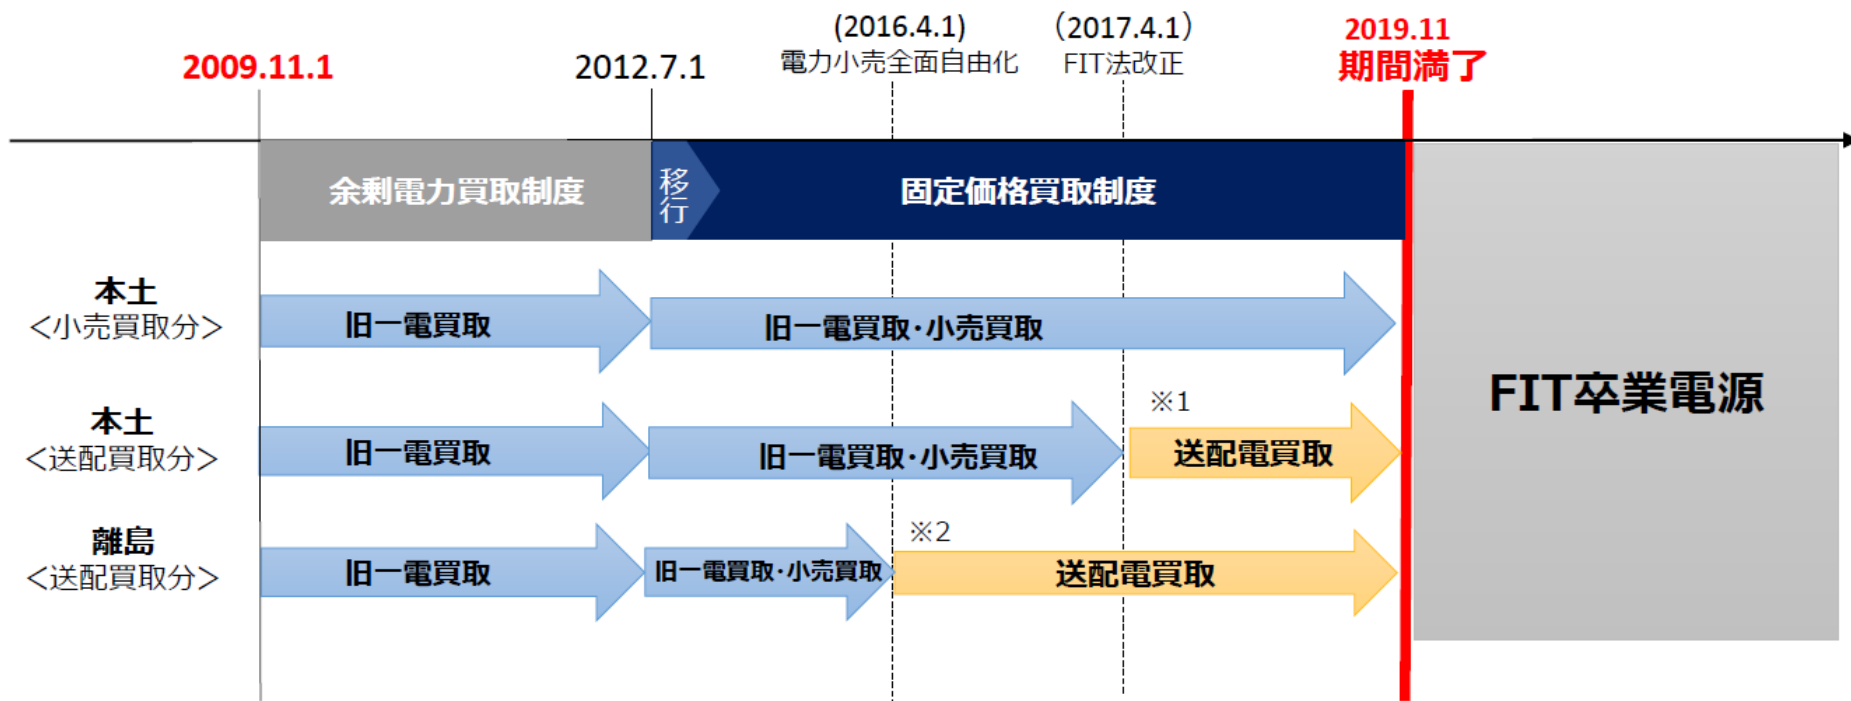 2009.11.1
2012.7.1
(2016.4.1)
電力小売全面自由化
（2017.4.1）
FIT法改正
2019.11
期間満了
余剰電力買取制度
移行
固定価格買取制度
本土
＜小売買取分＞
旧一電買取
旧一電買取・小売買取
本土
＜送配買取分＞
旧一電買取
旧一電買取・小売買取
※1
送配電買取
離島
＜送配買取分＞
旧一電買取
旧一電買取・小売買取
※2
送配電買取
FIT卒業電源